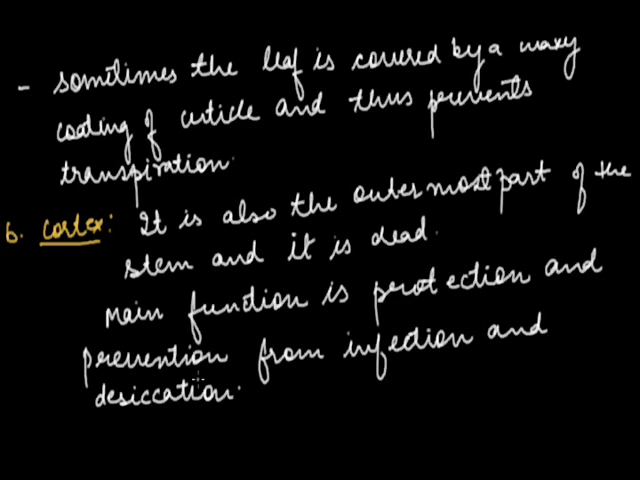 - sometimes the leaf is covered by a waxy
coating of cuticle and thus prevents
transpiration.
6. Cortex: It is also the outermost part of the
stem and it is dead.
Main function is protection and
prevention from infection and
desiccation.